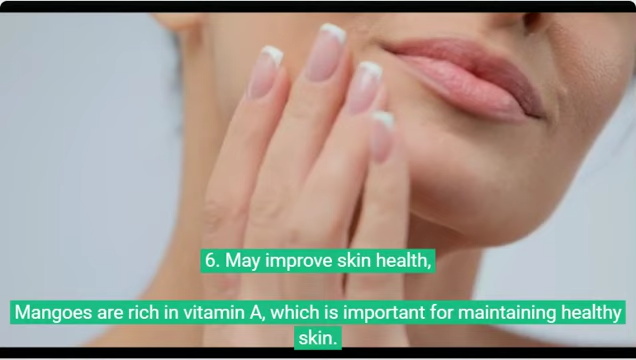 6. May improve skin health,
Mangoes are rich in vitamin A, which is important for maintaining healthy
skin.